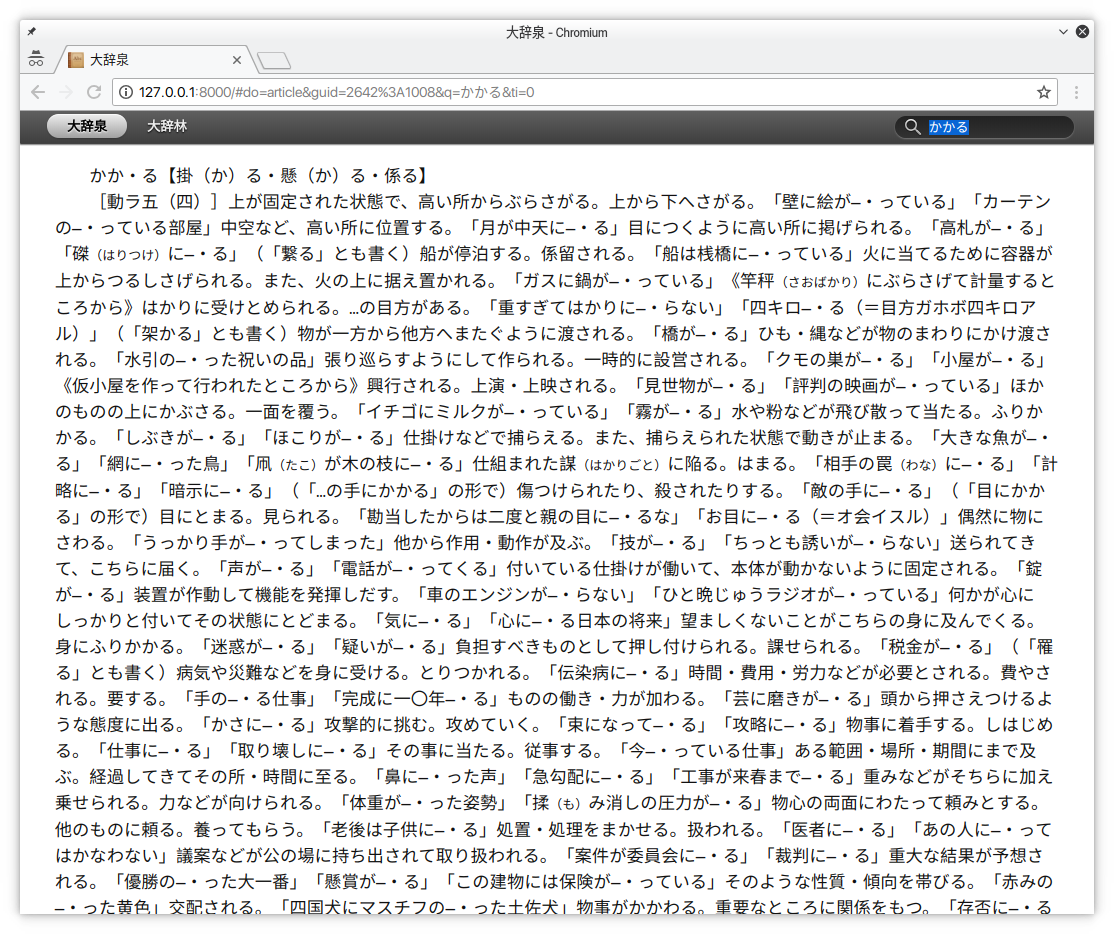 大辞泉 - Chromium
大辞泉
127.0.0.1:8000/#do=article&guid=2642%3A1008&q=かかる&ti=0
大辞泉 大辞林 かかる
かか・る【掛（か）る・懸（か）る・係る】
［動ラ五（四）］上が固定された状態で、高い所からぶらさがる。上から下へさがる。「壁に絵が―・っている」「カーテン
の―・っている部屋」中空など、高い所に位置する。「月が中天に―・る」目につくように高い所に掲げられる。「高札が―・る」
「磔（はりつけ）に―・る」（「繋る」とも書く）船が停泊する。係留される。「船は桟橋に―・っている」火に当てるために容器が
上からつるしさげられる。また、火の上に据え置かれる。「ガスに鍋が―・っている」《竿秤（さおばかり）にぶらさげて計量すると
ころから》はかりに受けとめられる。…の目方がある。「重すぎてはかりに―・らない」「四キロ―・る（＝目方ガホボ四キロア
ル）」（「架かる」とも書く）物が一方から他方へまたぐように渡される。「橋が―・る」ひも・縄などが物のまわりにかけ渡さ
れる。「水引の―・った祝いの品」張り巡らすようにして作られる。一時的に設営される。「クモの巣が―・る」「小屋が―・る」
《仮小屋を作って行われたところから》興行される。上演・上映される。「見世物が―・る」「評判の映画が―・っている」ほか
のものの上にかぶさる。一面を覆う。「イチゴにミルクが―・っている」「霧が―・る」水や粉などが飛び散って当たる。ふりか
かる。「しぶきが―・る」「ほこりが―・る」仕掛けなどで捕らえる。また、捕らえられた状態で動きが止まる。「大きな魚が―・
る」「網に―・った鳥」「凧（たこ）が木の枝に―・る」仕組まれた謀（はかりごと）に陥る。はまる。「相手の罠（わな）に―・る」「計
略に―・る」「暗示に―・る」（「…の手にかかる」の形で）傷つけられたり、殺されたりする。「敵の手に―・る」（「目にかか
る」の形で）目にとまる。見られる。「勘当したからは二度と親の目に―・るな」「お目に―・る（＝オ会イスル）」偶然に物に
さわる。「うっかり手が―・ってしまった」他から作用・動作が及ぶ。「技が―・る」「ちっとも誘いが―・らない」送られてき
て、こちらに届く。「声が―・る」「電話が―・ってくる」付いている仕掛けが働いて、本体が動かないように固定される。「錠
が―・る」装置が作動して機能を発揮しだす。「車のエンジンが―・らない」「ひと晩じゅうラジオが―・っている」何かが心に
しっかりと付いてその状態にとどまる。「気に―・る」「心に―・る日本の将来」望ましくないことがこちらの身に及んでくる。
身にふりかかる。「迷惑が―・る」「疑いが―・る」負担すべきものとして押し付けられる。課せられる。「税金が―・る」（「罹
る」とも書く）病気や災難などを身に受ける。とりつかれる。「伝染病に―・る」時間・費用・労力などが必要とされる。費やさ
れる。要する。「手の―・る仕事」「完成に一〇年―・る」ものの働き・力が加わる。「芸に磨きが―・る」頭から押さえつけるよ
うな態度に出る。「かさに―・る」攻撃的に挑む。攻めていく。「束になって―・る」「攻略に―・る」物事に着手する。しはじめ
る。「仕事に―・る」「取り壊しに―・る」その事に当たる。従事する。「今―・っている仕事」ある範囲・場所・期間にまで及
ぶ。経過してきてその所・時間に至る。「鼻に―・った声」「急勾配に―・る」「工事が来春まで―・る」重みなどがそちらに加え
乗せられる。力などが向けられる。「体重が―・った姿勢」「揉（も）み消しの圧力が―・る」物心の両面にわたって頼みとする。
他のものに頼る。養ってもらう。「老後は子供に―・る」処置・処理をまかせる。扱われる。「医者に―・る」「あの人に―・って
はかなわない」議案などが公の場に持ち出されて取り扱われる。「案件が委員会に―・る」「裁判に―・る」重大な結果が予想さ
れる。「優勝の―・った大一番」「懸賞が―・る」「この建物には保険が―・っている」そのような性質・傾向を帯びる。「赤みの
―・った黄色」交配される。「四国犬にマスチフの―・った土佐犬」物事がかかわる。重要なところに関係をもつ。「存否に―・る